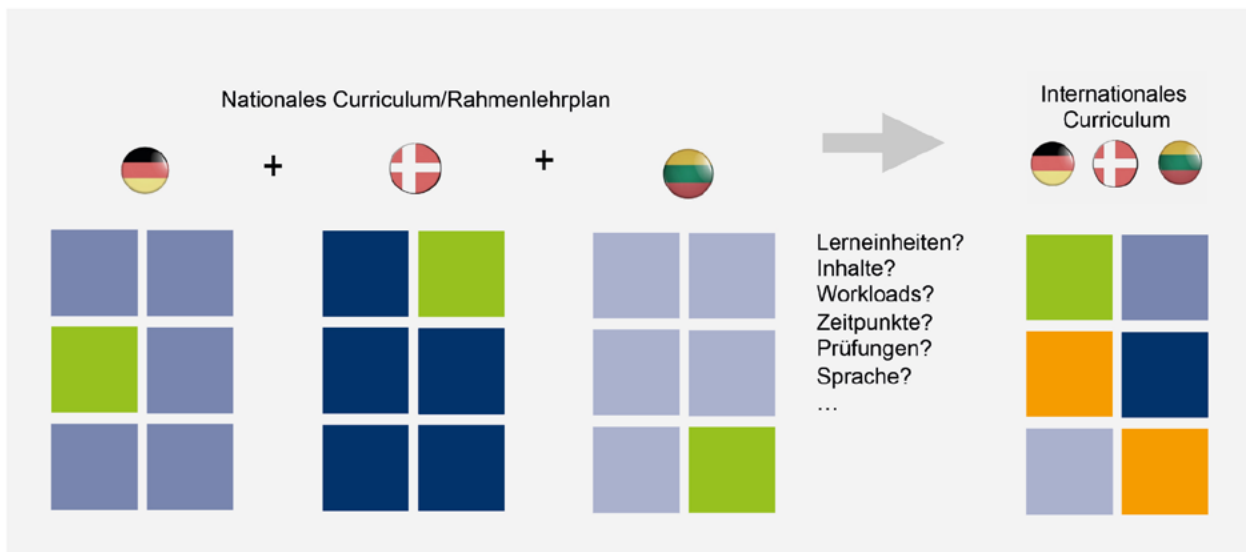 Nationales Curriculum/Rahmenlehrplan
+
+
Internationales
Curriculum
Lerneinheiten?
Inhalte?
Workloads?
Zeitpunkte?
Prüfungen?
Sprache?
…